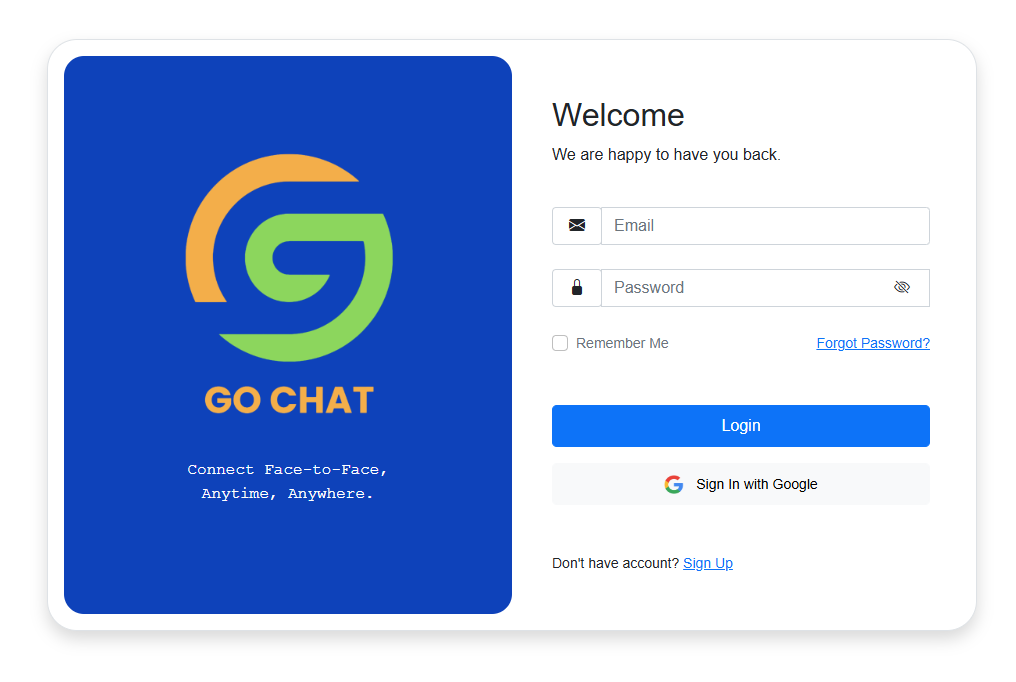 GO CHAT
Connect Face-to-Face,
Anytime, Anywhere.
Welcome
We are happy to have you back.
Email
Password
Remember Me
Forgot Password?
Login
Sign In with Google
Don't have account? Sign Up